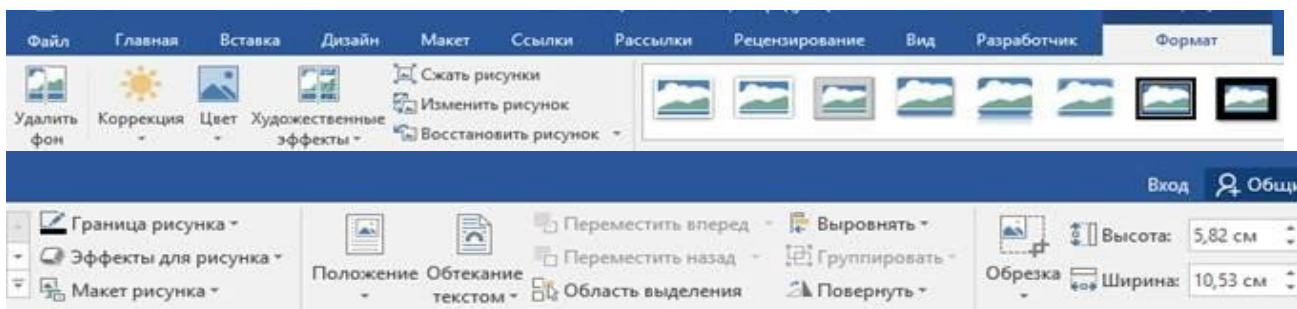 Файл Главная Вставка Дизайн Макет Ссылки Рассылки Рецензирование Вид Разработчик Формат
Удалить фон
Коррекция
Цвет
Художественные эффекты
Сжать рисунки
Изменить рисунок
Восстановить рисунок
Вход
Граница рисунка
Эффекты для рисунка
Макет рисунка
Положение
Обтекание текстом
Переместить вперед
Переместить назад
Область выделения
Выровнять
Группировать
Повернуть
Обрезка
Высота: 5,82 см
Ширина: 10,53 см